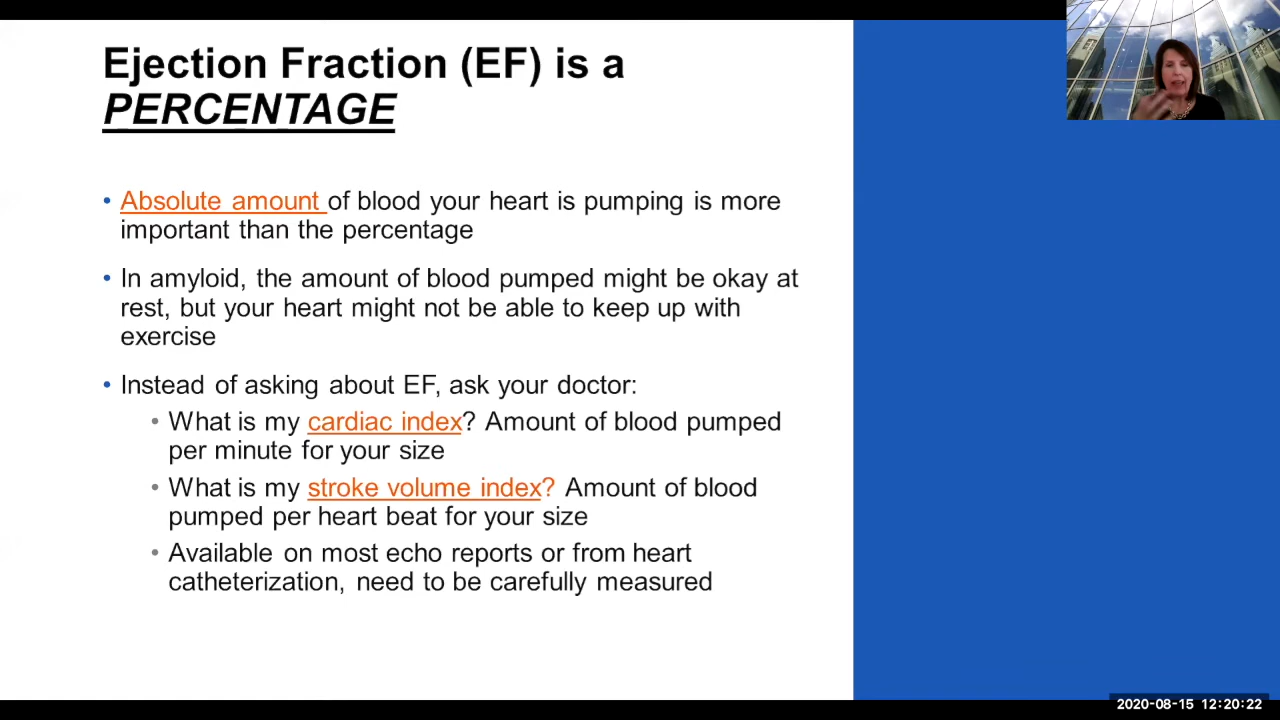 Ejection Fraction (EF) is a
PERCENTAGE
• Absolute amount of blood your heart is pumping is more
important than the percentage
• In amyloid, the amount of blood pumped might be okay at
rest, but your heart might not be able to keep up with
exercise
• Instead of asking about EF, ask your doctor:
• What is my cardiac index? Amount of blood pumped
per minute for your size
• What is my stroke volume index? Amount of blood
pumped per heart beat for your size
• Available on most echo reports or from heart
catheterization, need to be carefully measured
2020-08-15 12:20:22